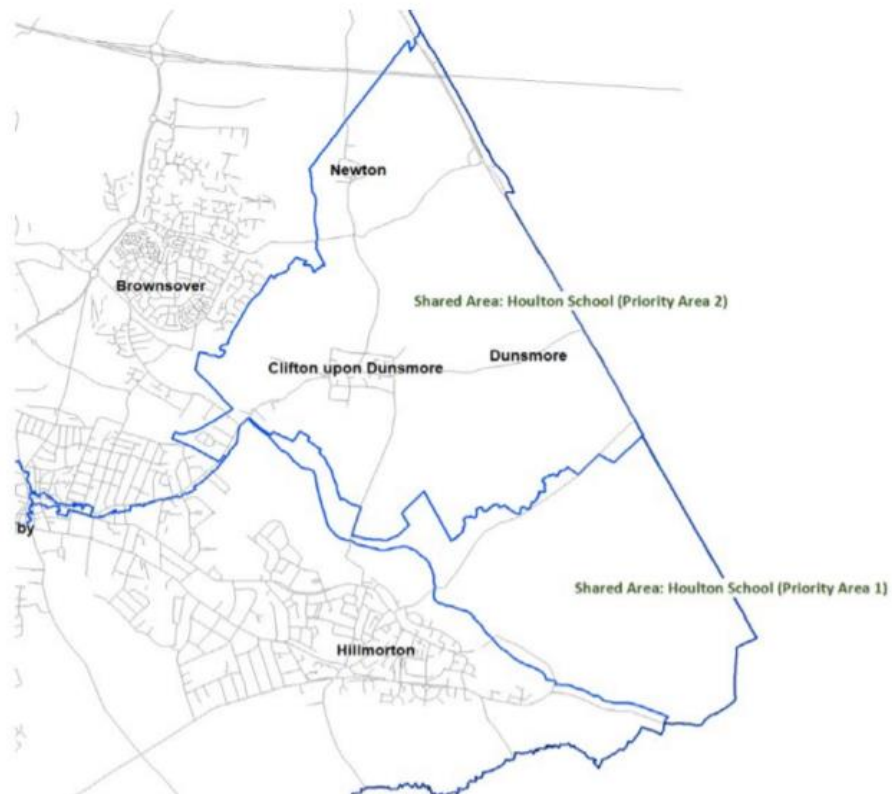 Newton
Brownsover
Shared Area: Houlton School (Priority Area 2)
Dunsmore
Clifton upon Dunsmore
by
Shared Area: Houlton School (Priority Area 1)
Hillmorton